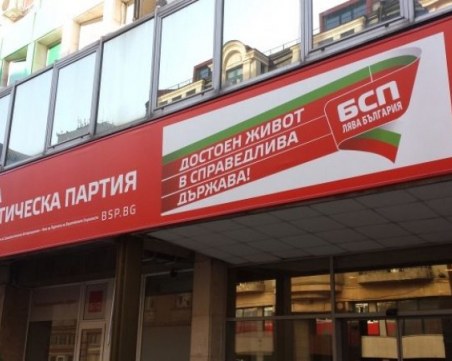 А
ТИЧЕСКА ПАРТИЯ
BSP.BG
ДОСТОЕН ЖИВОТ
В СПРАВЕДЛИВА
ДЪРЖАВА!
БСП
ЛЯВА БЪЛГАРИЯ